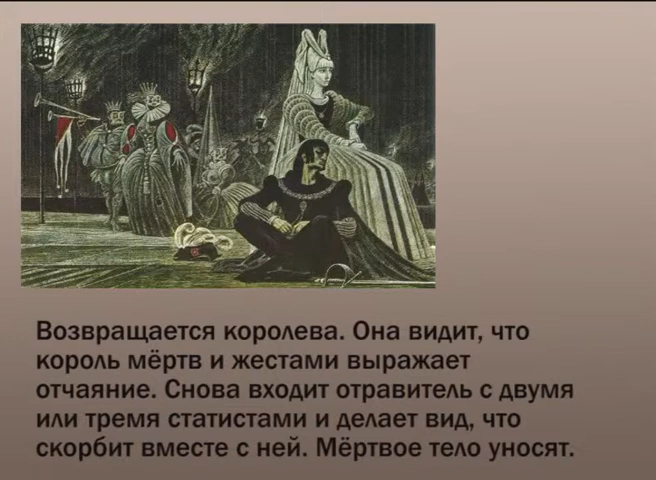 Возвращается королева. Она видит, что
король мёртв и жестами выражает
отчаяние. Снова входит отравитель с двумя
или тремя статистами и делает вид, что
скорбит вместе с ней. Мёртвое тело уносят.